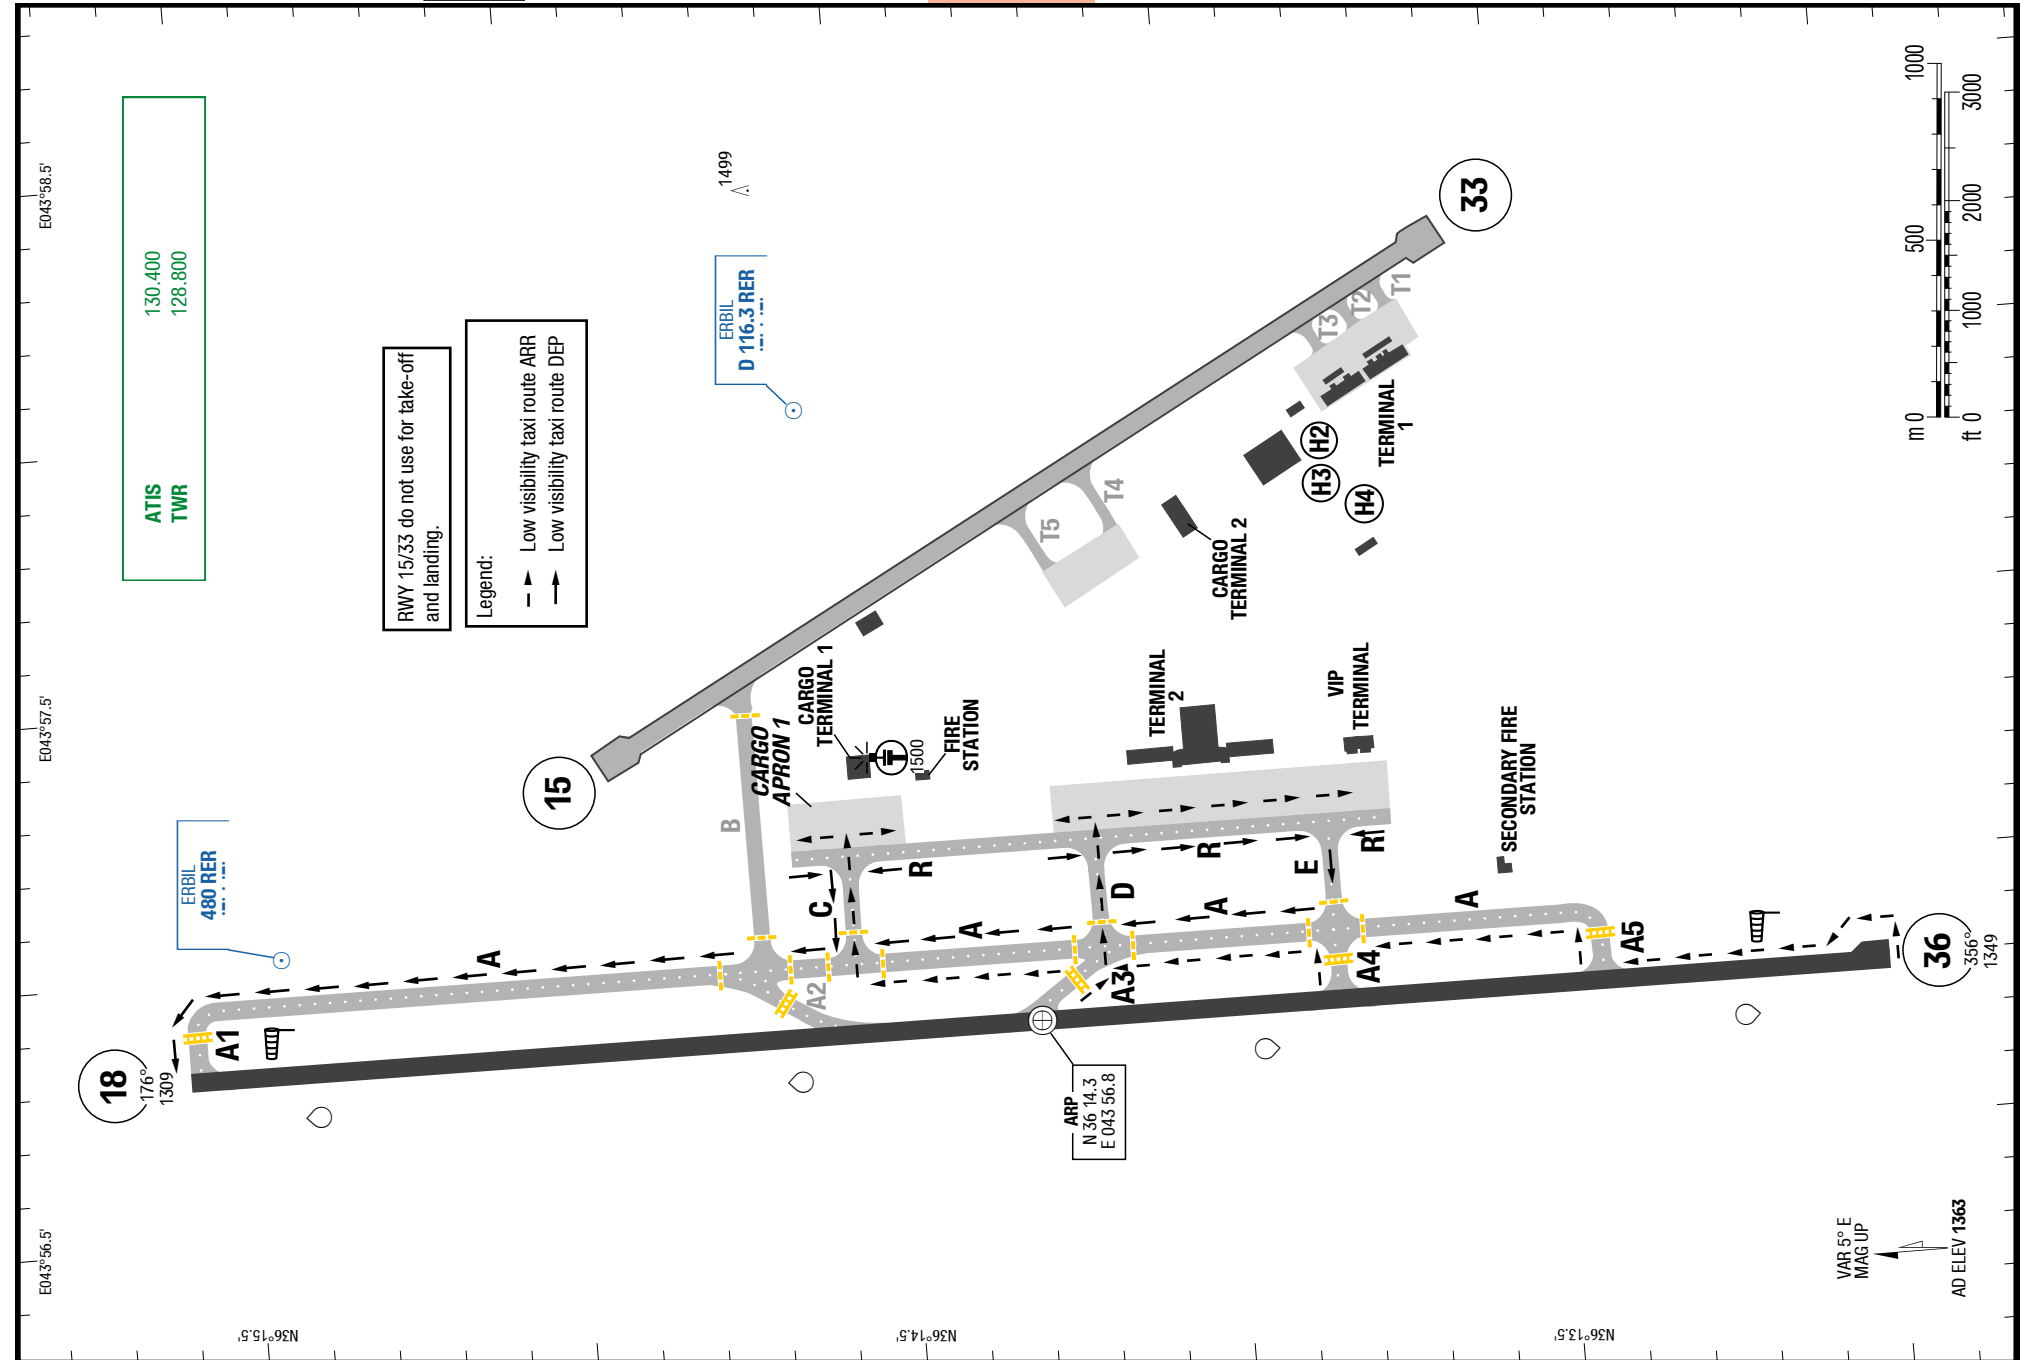 E043°58.5'
E043°57.5'
E043°56.5'
N36°15.5'
N36°14.5'
N36°13.5'
ATIS 130.400
TWR 128.800
RWY 15/33 do not use for take-off
and landing.
Legend:
Low visibility taxi route ARR
Low visibility taxi route DEP
ERBIL
D 116.3 RER
ERBIL
480 RER
1499
33
15
18
176°
1309
36
356°
1349
T1
T2
T3
T4
T5
TERMINAL
1
H2
H3
H4
CARGO
TERMINAL 2
CARGO
TERMINAL 1
CARGO
APRON 1
1500
FIRE
STATION
TERMINAL
2
VIP
TERMINAL
SECONDARY FIRE
STATION
B
C
D
E
R
R
R
A
A
A
A
A1
A2
A3
A4
A5
ARP
N 36 14.3
E 043 56.8
VAR 5° E
MAG UP
AD ELEV 1363
m 0 500 1000
ft 0 1000 2000 3000